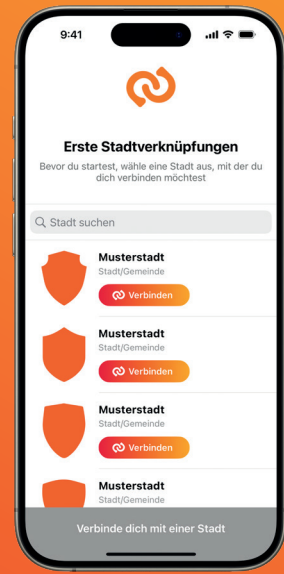 9:41
Erste Stadtverknüpfungen
Bevor du startest, wähle eine Stadt aus, mit der du
dich verbinden möchtest
Stadt suchen
Musterstadt
Stadt/Gemeinde
Verbinden
Musterstadt
Stadt/Gemeinde
Verbinden
Musterstadt
Stadt/Gemeinde
Verbinden
Musterstadt
Stadt/Gemeinde
Verbinde dich mit einer Stadt